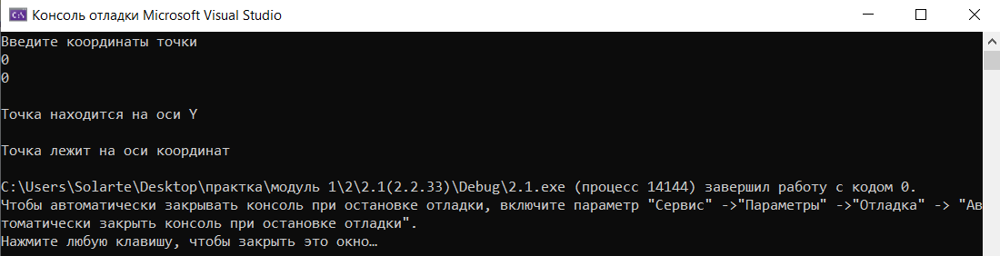 C:\ Консоль отладки Microsoft Visual Studio
Введите координаты точки
0
0
Точка находится на оси Y
Точка лежит на оси координат
C:\Users\Solarte\Desktop\практка\модуль 1\2\2.1(2.2.33)\Debug\2.1.exe (процесс 14144) завершил работу с кодом 0.
Чтобы автоматически закрывать консоль при остановке отладки, включите параметр "Сервис" ->"Параметры" ->"Отладка" -> "Ав
томатически закрыть консоль при остановке отладки".
Нажмите любую клавишу, чтобы закрыть это окно…